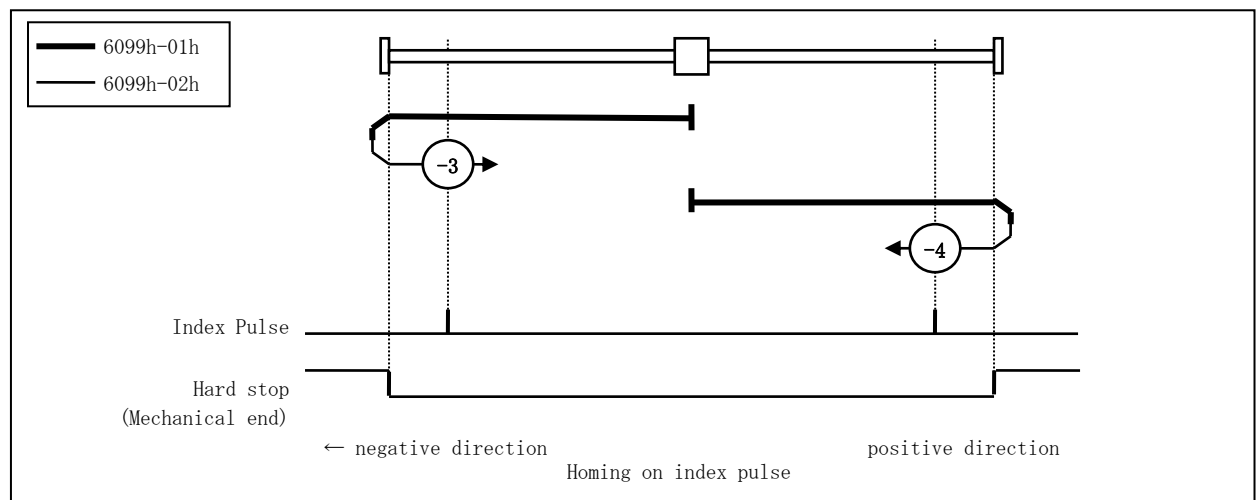 6099h-01h
6099h-02h
-3
-4
Index Pulse
Hard stop
(Mechanical end)
← negative direction
positive direction
Homing on index pulse